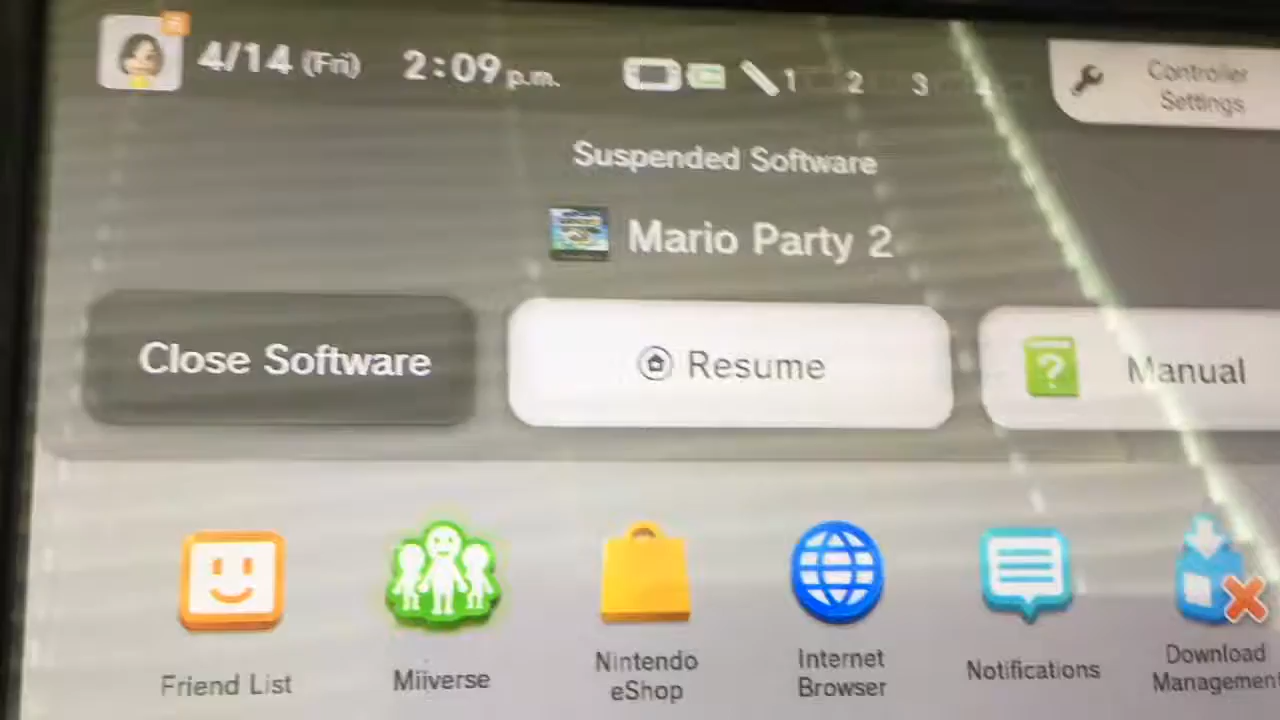 4/14 (Fri) 2:09 p.m. 1 2 3
Controller
Settings
Suspended Software
Mario Party 2
Close Software
Resume
? Manual
Friend List
Miiverse
Nintendo
eShop
Internet
Browser
Notifications
Download
Management